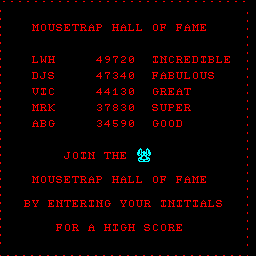 MOUSETRAP HALL OF FAME
LWH 49720 INCREDIBLE
DJS 47340 FABULOUS
VIC 44130 GREAT
MRK 37830 SUPER
ABG 34590 GOOD
JOIN THE
MOUSETRAP HALL OF FAME
BY ENTERING YOUR INITIALS
FOR A HIGH SCORE